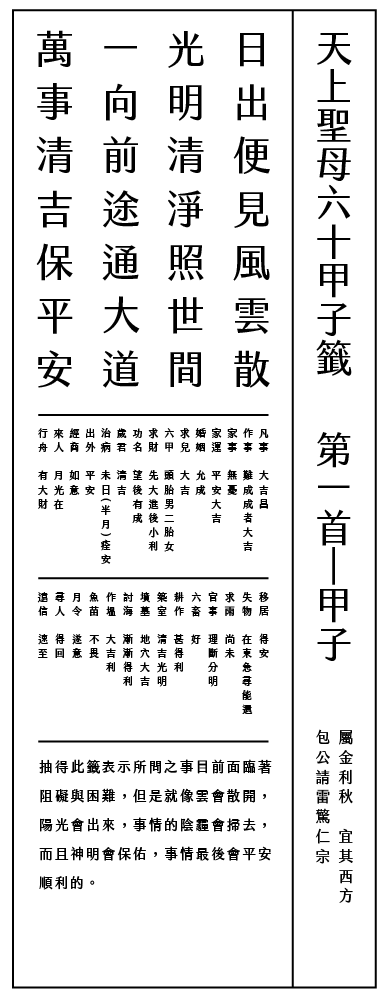 天上聖母六十甲子籤 第一首—甲子
屬金利秋 宜其西方
包公請雷驚仁宗
日出便見風雲散
光明清淨照世間
一向前途通大道
萬事清吉保平安
凡事 大吉昌
作事 難成成者大吉
家事 無憂
家運 平安大吉
婚姻 允成
求兒 大吉
六甲 頭胎男二胎女
求財 先大進後小利
功名 望後有成
歲君 清吉
治病 未日(半月)痊安
出外 平安
經商 如意
來人 月光在
行舟 有大財
移居 得安
失物 在東急尋能還
求雨 尚未
官事 理斷分明
六畜 好
耕作 甚得利
築室 清吉光明
墳墓 地穴大吉
討海 漸漸得利
作塭 大吉利
魚苗 不畏
月令 遂意
尋人 得回
遠信 速至
抽得此籤表示所問之事目前會面臨著
阻礙與困難，但是就像雲會散開，
陽光會出來，事情的陰霾會掃去，
而且神明會保佑，事情最後會平安
順利的。